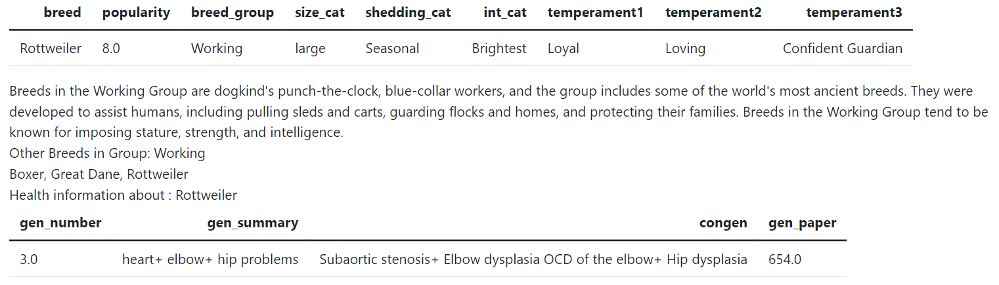 breed popularity breed_group size_cat shedding_cat int_cat temperament1 temperament2 temperament3
Rottweiler 8.0 Working large Seasonal Brightest Loyal Loving Confident Guardian
Breeds in the Working Group are dogkind's punch-the-clock, blue-collar workers, and the group includes some of the world's most ancient breeds. They were
developed to assist humans, including pulling sleds and carts, guarding flocks and homes, and protecting their families. Breeds in the Working Group tend to be
known for imposing stature, strength, and intelligence.
Other Breeds in Group: Working
Boxer, Great Dane, Rottweiler
Health information about : Rottweiler
gen_number gen_summary congen gen_paper
3.0 heart+ elbow+ hip problems Subaortic stenosis+ Elbow dysplasia OCD of the elbow+ Hip dysplasia 654.0